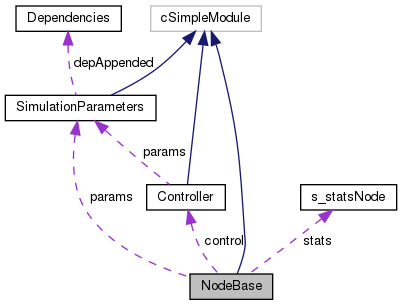 Dependencies
cSimpleModule
depAppended
SimulationParameters
params
params
Controller
s_statsNode
control
stats
NodeBase